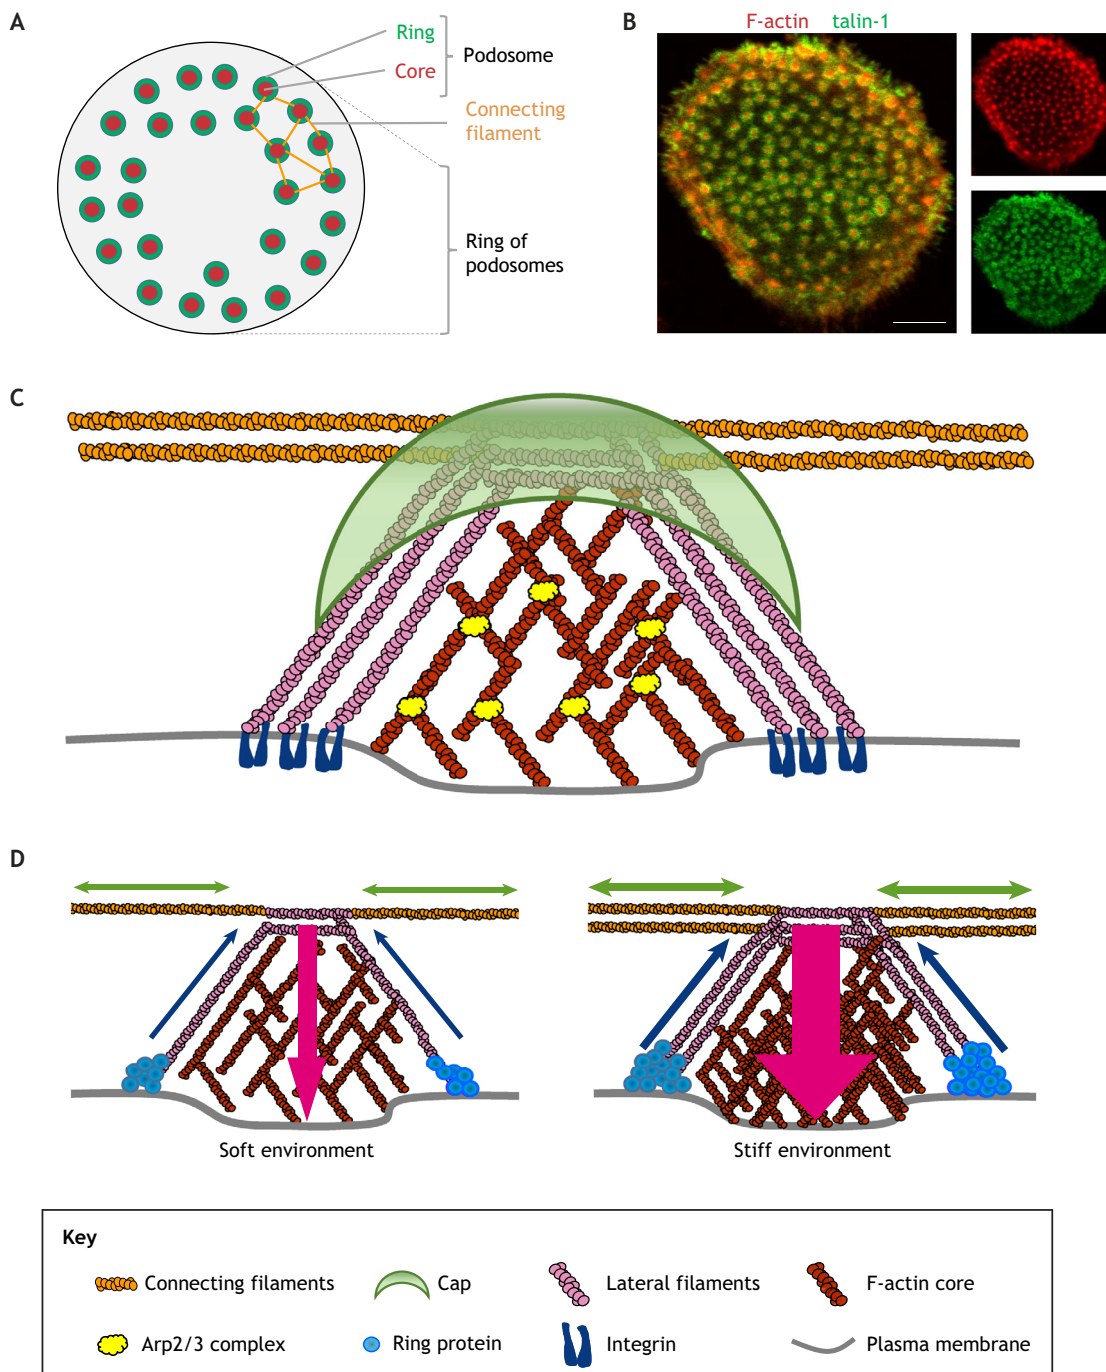 A
Ring
Core
Podosome
Connecting
filament
Ring of
podosomes
B
F-actin talin-1
C
D
Soft environment
Stiff environment
Key
Connecting filaments
Cap
Lateral filaments
F-actin core
Arp2/3 complex
Ring protein
Integrin
Plasma membrane